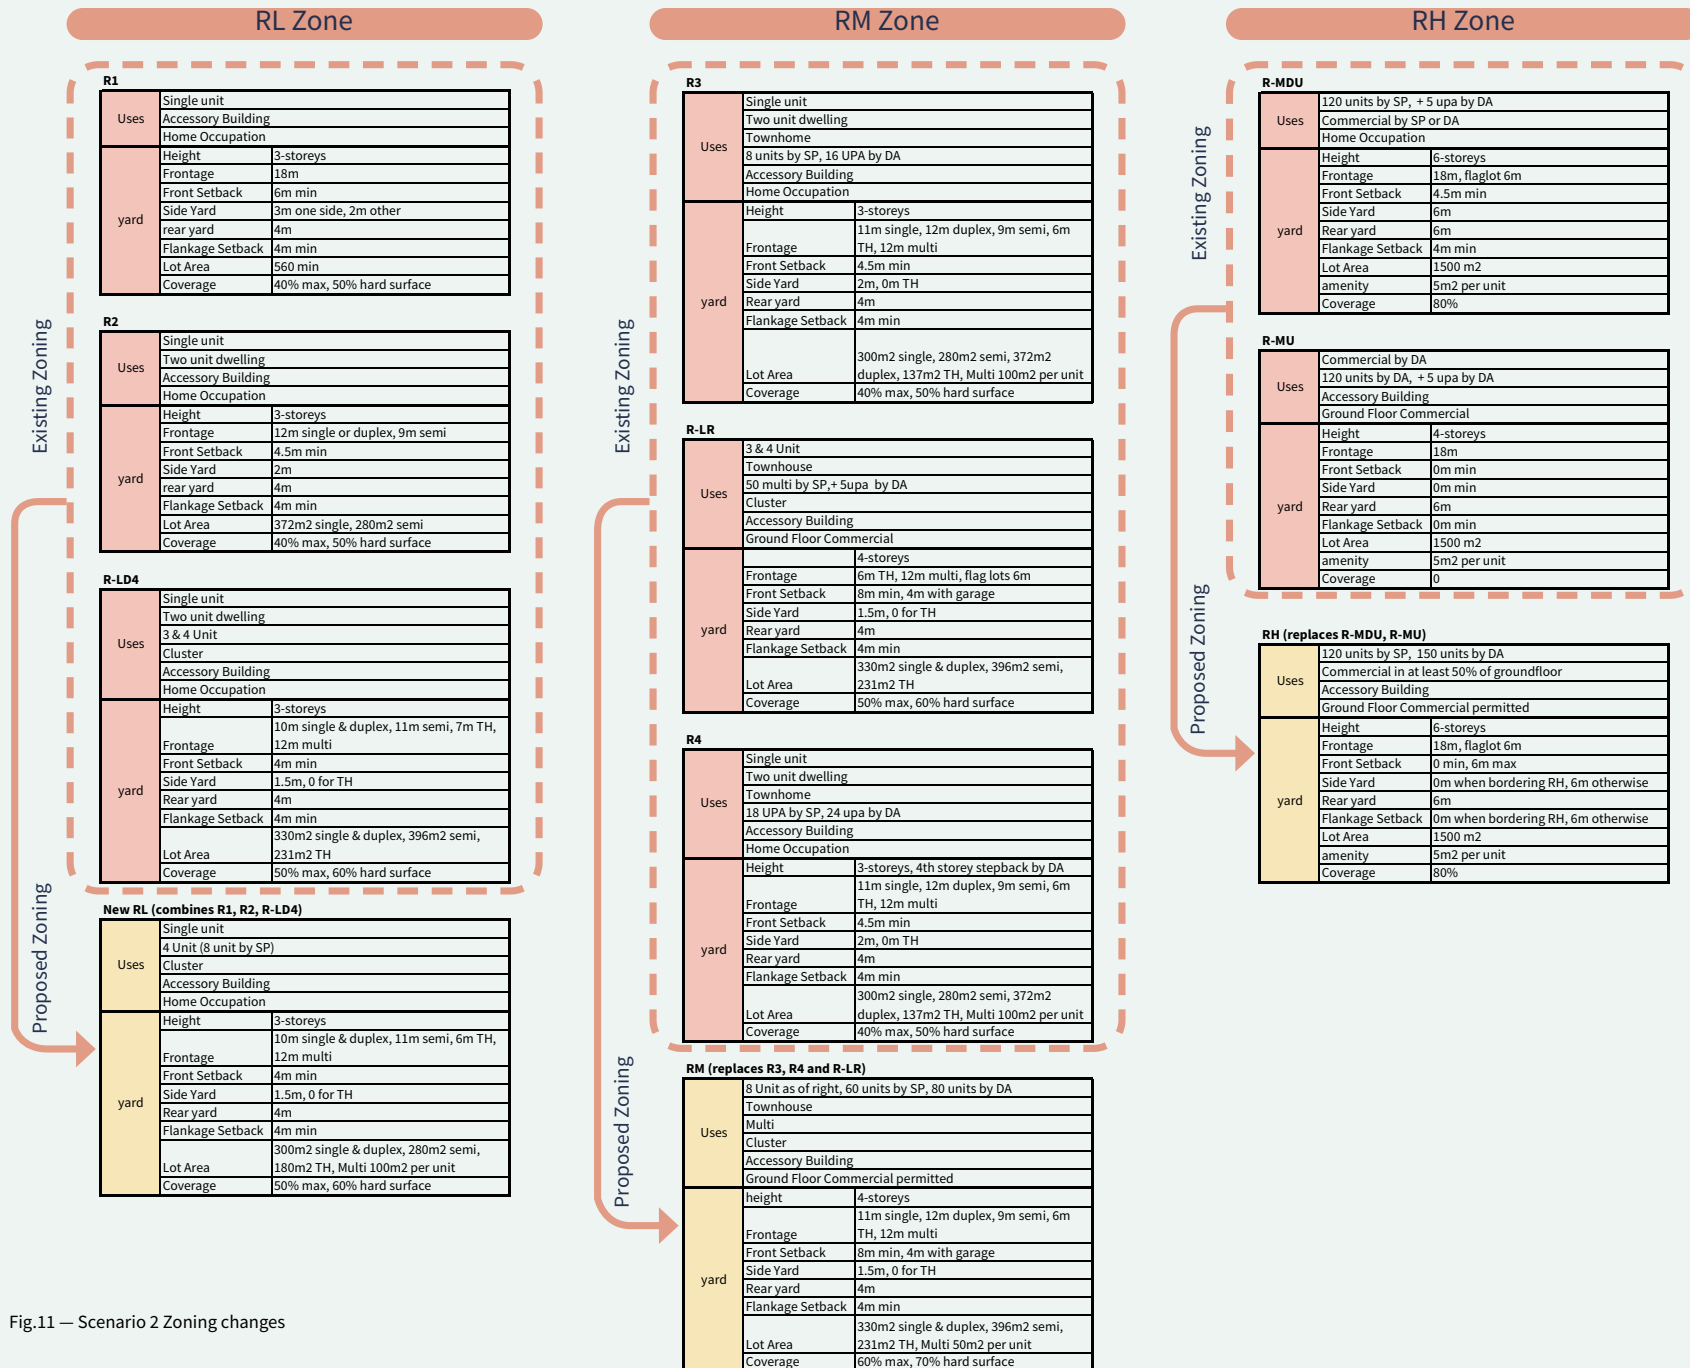 RL Zone
Existing Zoning
Proposed Zoning
R1
Uses
Single unit
Accessory Building
Home Occupation
yard
Height 3-storeys
Frontage 18m
Front Setback 6m min
Side Yard 3m one side, 2m other
rear yard 4m
Flankage Setback 4m min
Lot Area 560 min
Coverage 40% max, 50% hard surface
R2
Uses
Single unit
Two unit dwelling
Accessory Building
Home Occupation
yard
Height 3-storeys
Frontage 12m single or duplex, 9m semi
Front Setback 4.5m min
Side Yard 2m
rear yard 4m
Flankage Setback 4m min
Lot Area 372m2 single, 280m2 semi
Coverage 40% max, 50% hard surface
R-LD4
Uses
Single unit
Two unit dwelling
3 & 4 Unit
Cluster
Accessory Building
Home Occupation
yard
Height 3-storeys
10m single & duplex, 11m semi, 7m TH,
Frontage 12m multi
Front Setback 4m min
Side Yard 1.5m, 0 for TH
Rear yard 4m
Flankage Setback 4m min
330m2 single & duplex, 396m2 semi,
Lot Area 231m2 TH
Coverage 50% max, 60% hard surface
New RL (combines R1, R2, R-LD4)
Uses
Single unit
4 Unit (8 unit by SP)
Cluster
Accessory Building
Home Occupation
yard
Height 3-storeys
10m single & duplex, 11m semi, 6m TH,
Frontage 12m multi
Front Setback 4m min
Side Yard 1.5m, 0 for TH
Rear yard 4m
Flankage Setback 4m min
300m2 single & duplex, 280m2 semi,
Lot Area 180m2 TH, Multi 100m2 per unit
Coverage 50% max, 60% hard surface
RM Zone
Existing Zoning
Proposed Zoning
R3
Uses
Single unit
Two unit dwelling
Townhome
8 units by SP, 16 UPA by DA
Accessory Building
Home Occupation
yard
Height 3-storeys
11m single, 12m duplex, 9m semi, 6m
Frontage TH, 12m multi
Front Setback 4.5m min
Side Yard 2m, 0m TH
Rear yard 4m
Flankage Setback 4m min
300m2 single, 280m2 semi, 372m2
Lot Area duplex, 137m2 TH, Multi 100m2 per unit
Coverage 40% max, 50% hard surface
R-LR
Uses
3 & 4 Unit
Townhouse
50 multi by SP,+ 5upa by DA
Cluster
Accessory Building
Ground Floor Commercial
yard
4-storeys
Frontage 6m TH, 12m multi, flag lots 6m
Front Setback 8m min, 4m with garage
Side Yard 1.5m, 0 for TH
Rear yard 4m
Flankage Setback 4m min
330m2 single & duplex, 396m2 semi,
Lot Area 231m2 TH
Coverage 50% max, 60% hard surface
R4
Uses
Single unit
Two unit dwelling
Townhome
18 UPA by SP, 24 upa by DA
Accessory Building
Home Occupation
yard
Height 3-storeys, 4th storey stepback by DA
11m single, 12m duplex, 9m semi, 6m
Frontage TH, 12m multi
Front Setback 4.5m min
Side Yard 2m, 0m TH
Rear yard 4m
Flankage Setback 4m min
300m2 single, 280m2 semi, 372m2
Lot Area duplex, 137m2 TH, Multi 100m2 per unit
Coverage 40% max, 50% hard surface
RM (replaces R3, R4 and R-LR)
Uses
8 Unit as of right, 60 units by SP, 80 units by DA
Townhouse
Multi
Cluster
Accessory Building
Ground Floor Commercial permitted
yard
height 4-storeys
11m single, 12m duplex, 9m semi, 6m
Frontage TH, 12m multi
Front Setback 8m min, 4m with garage
Side Yard 1.5m, 0 for TH
Rear yard 4m
Flankage Setback 4m min
330m2 single & duplex, 396m2 semi,
Lot Area 231m2 TH, Multi 50m2 per unit
Coverage 60% max, 70% hard surface
RH Zone
Existing Zoning
Proposed Zoning
R-MDU
Uses
120 units by SP, + 5 upa by DA
Commercial by SP or DA
Home Occupation
yard
Height 6-storeys
Frontage 18m, flaglot 6m
Front Setback 4.5m min
Side Yard 6m
Rear yard 6m
Flankage Setback 4m min
Lot Area 1500 m2
amenity 5m2 per unit
Coverage 80%
R-MU
Uses
Commercial by DA
120 units by DA, + 5 upa by DA
Accessory Building
Ground Floor Commercial
yard
Height 4-storeys
Frontage 18m
Front Setback 0m min
Side Yard 0m min
Rear yard 6m
Flankage Setback 0m min
Lot Area 1500 m2
amenity 5m2 per unit
Coverage 0
RH (replaces R-MDU, R-MU)
Uses
120 units by SP, 150 units by DA
Commercial in at least 50% of groundfloor
Accessory Building
Ground Floor Commercial permitted
yard
Height 6-storeys
Frontage 18m, flaglot 6m
Front Setback 0 min, 6m max
Side Yard 0m when bordering RH, 6m otherwise
Rear yard 6m
Flankage Setback 0m when bordering RH, 6m otherwise
Lot Area 1500 m2
amenity 5m2 per unit
Coverage 80%
Fig.11 — Scenario 2 Zoning changes